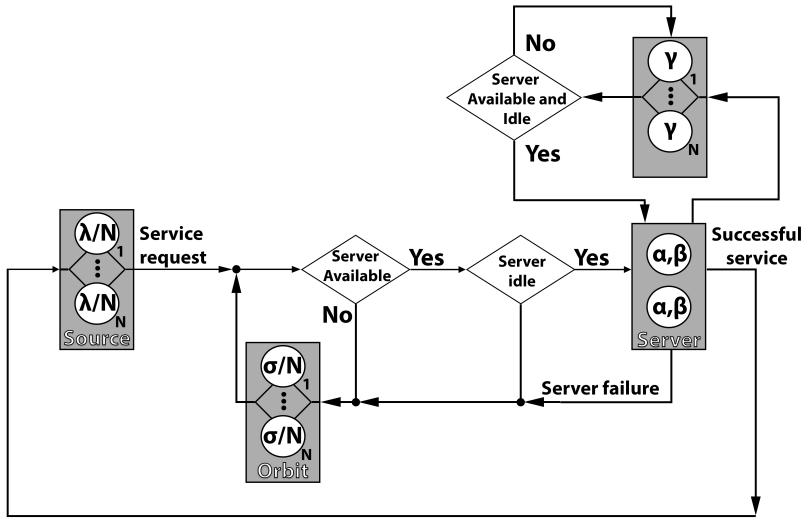 No
γ
1
Server
Available and
Idle
γ
N
Yes
λ/N
1
λ/N
N
Source
Service
request
Server
Available
Yes
No
Server
idle
Yes
α,β
α,β
Server
Successful
service
σ/N
1
σ/N
N
Orbit
Server failure